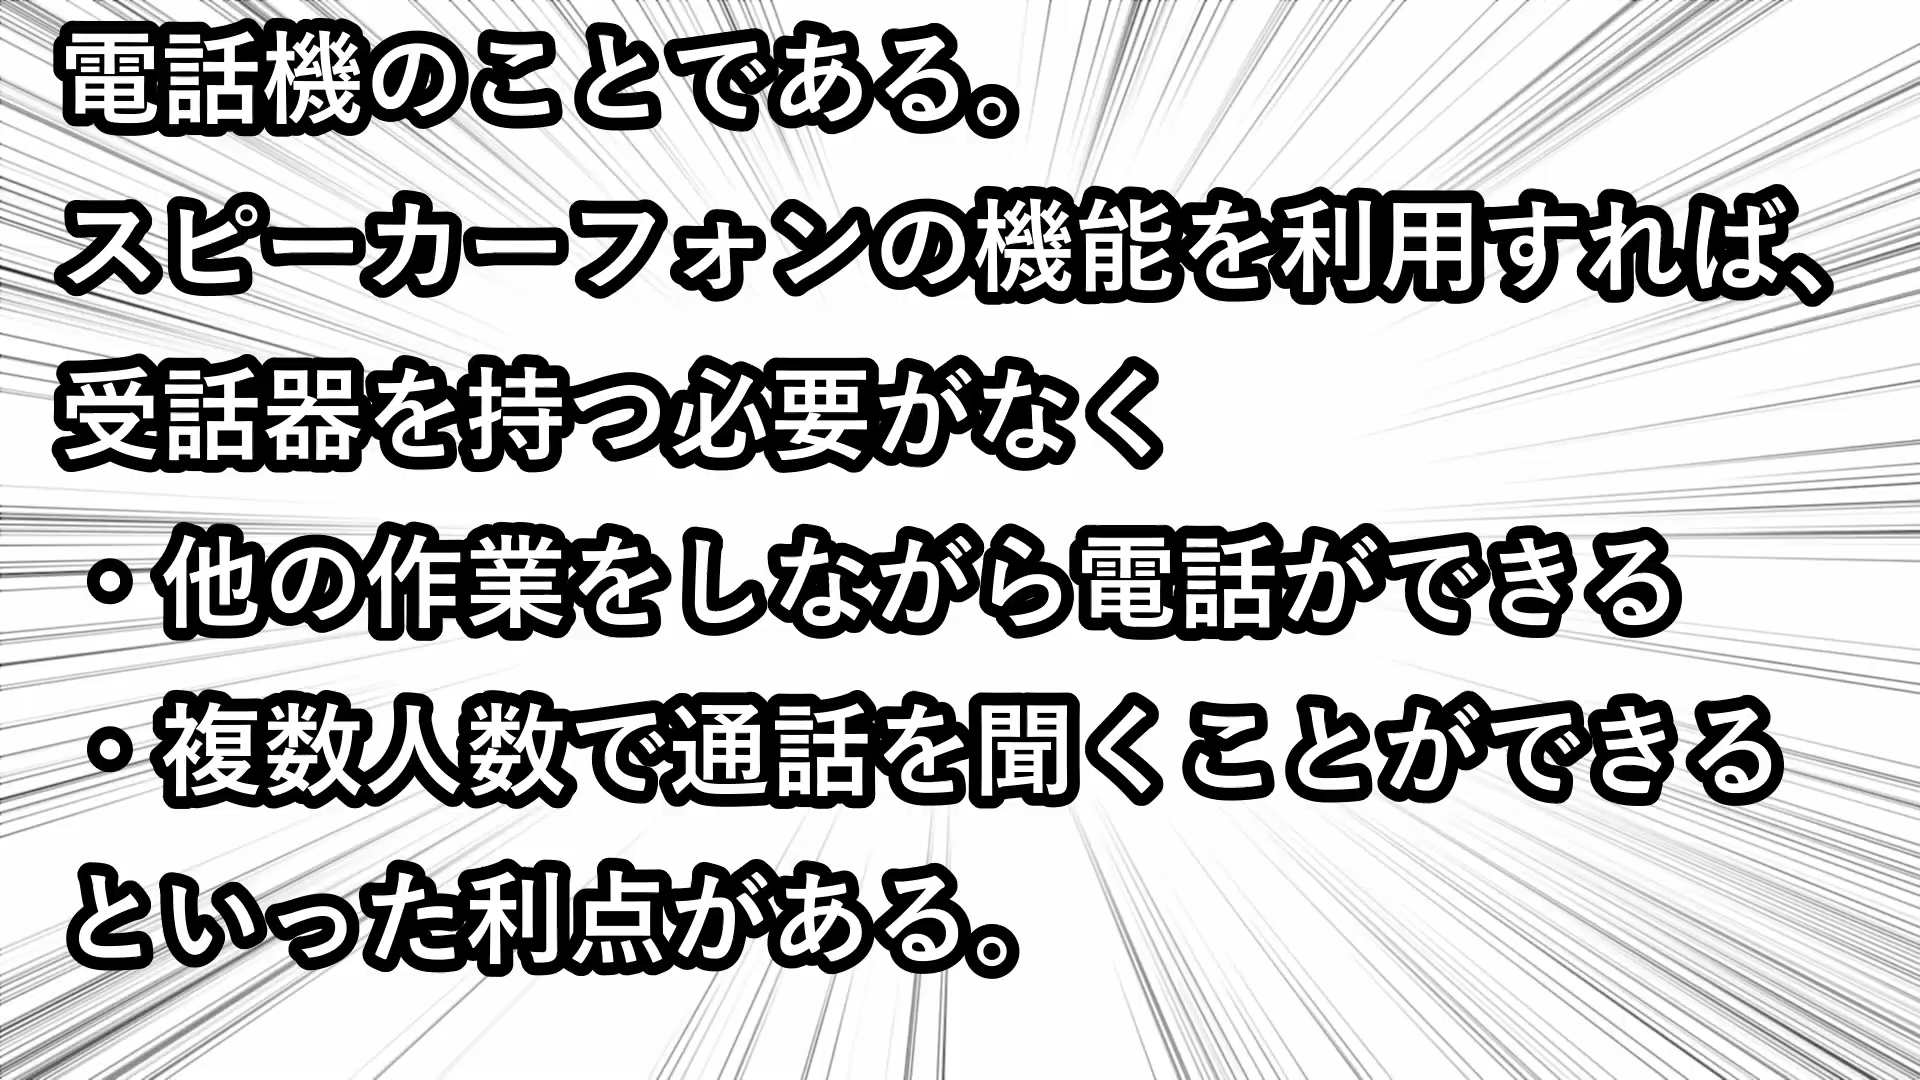 電話機のことである。
スピーカーフォンの機能を利用すれば、
受話器を持つ必要がなく
・他の作業をしながら電話ができる
・複数人数で通話を聞くことができる
といった利点がある。